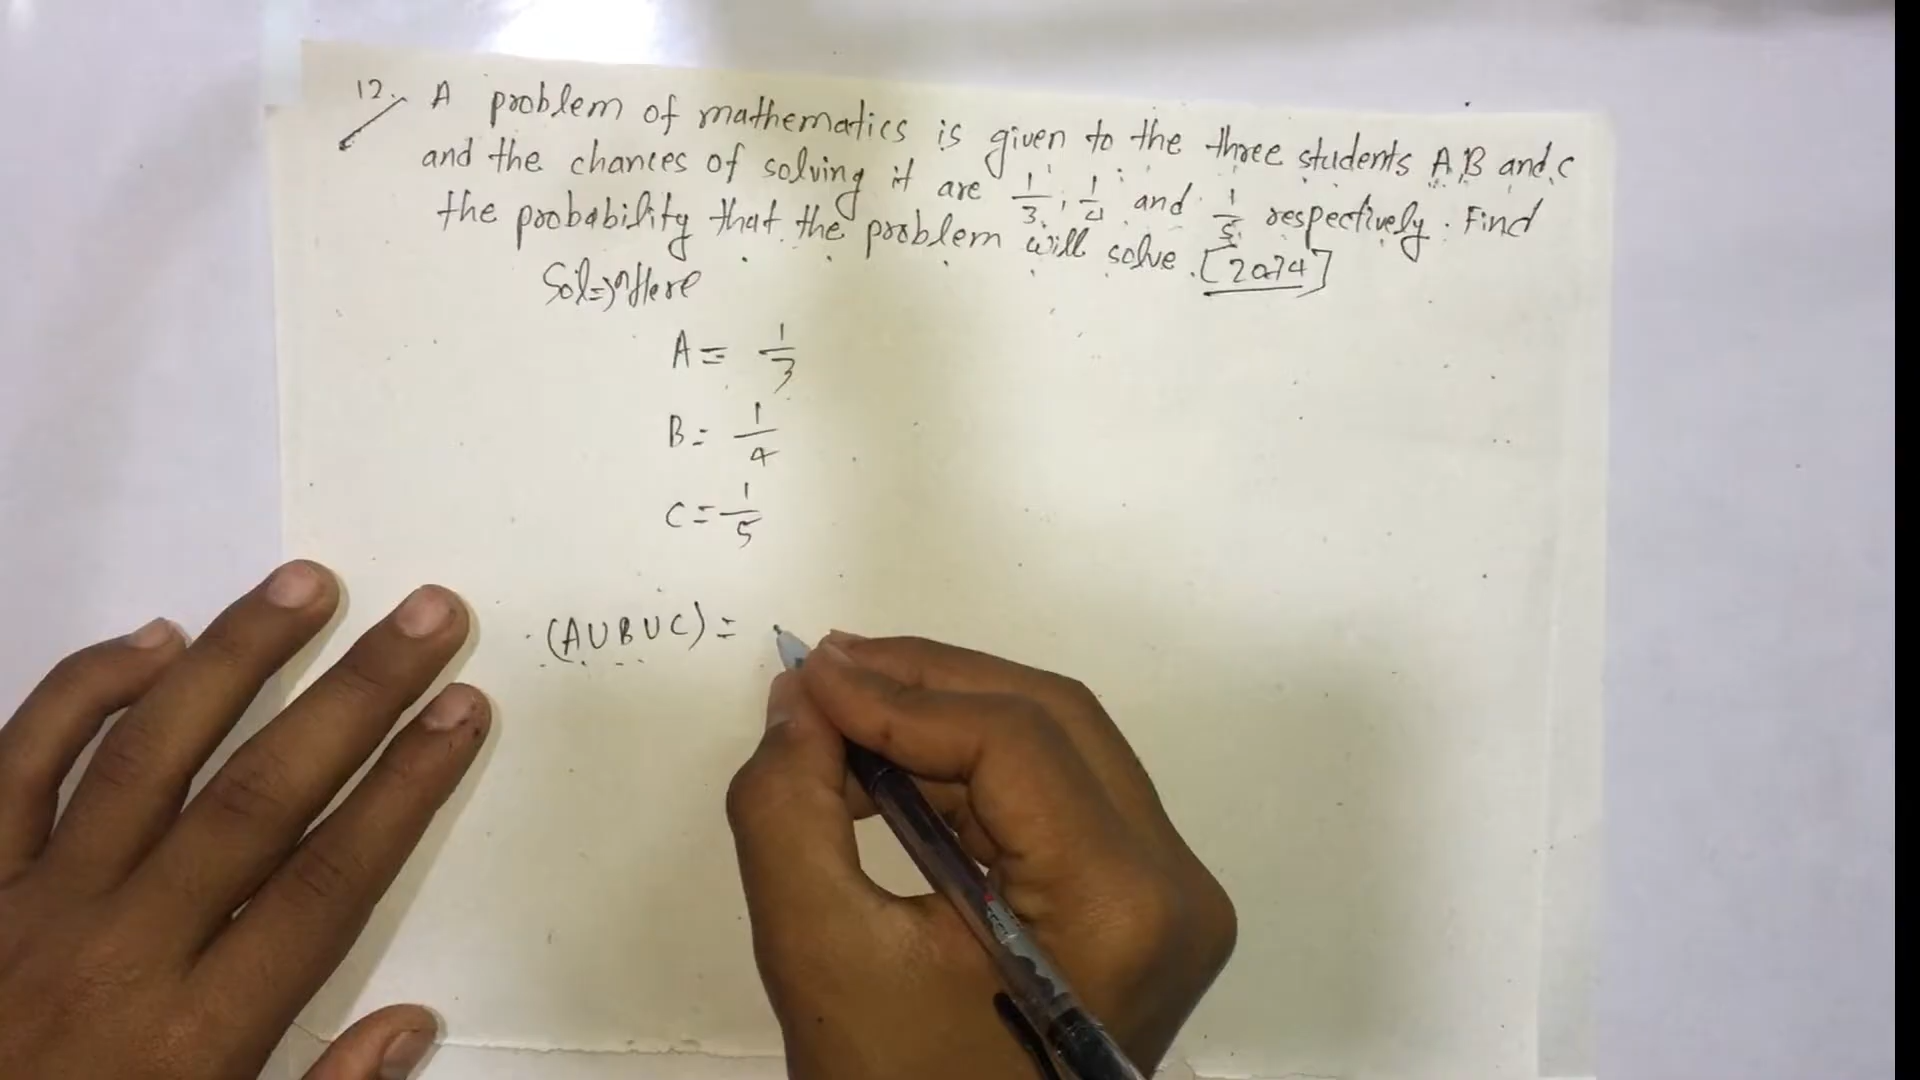 12. A problem of mathematics is given to the three students A,B and C
and the chances of solving it are 1/3, 1/4 and 1/5 respectively. Find
the probability that the problem will solve. [2074]
Sol=>n Here
A = 1/3
B = 1/4
C = 1/5
(A∪B∪C) =